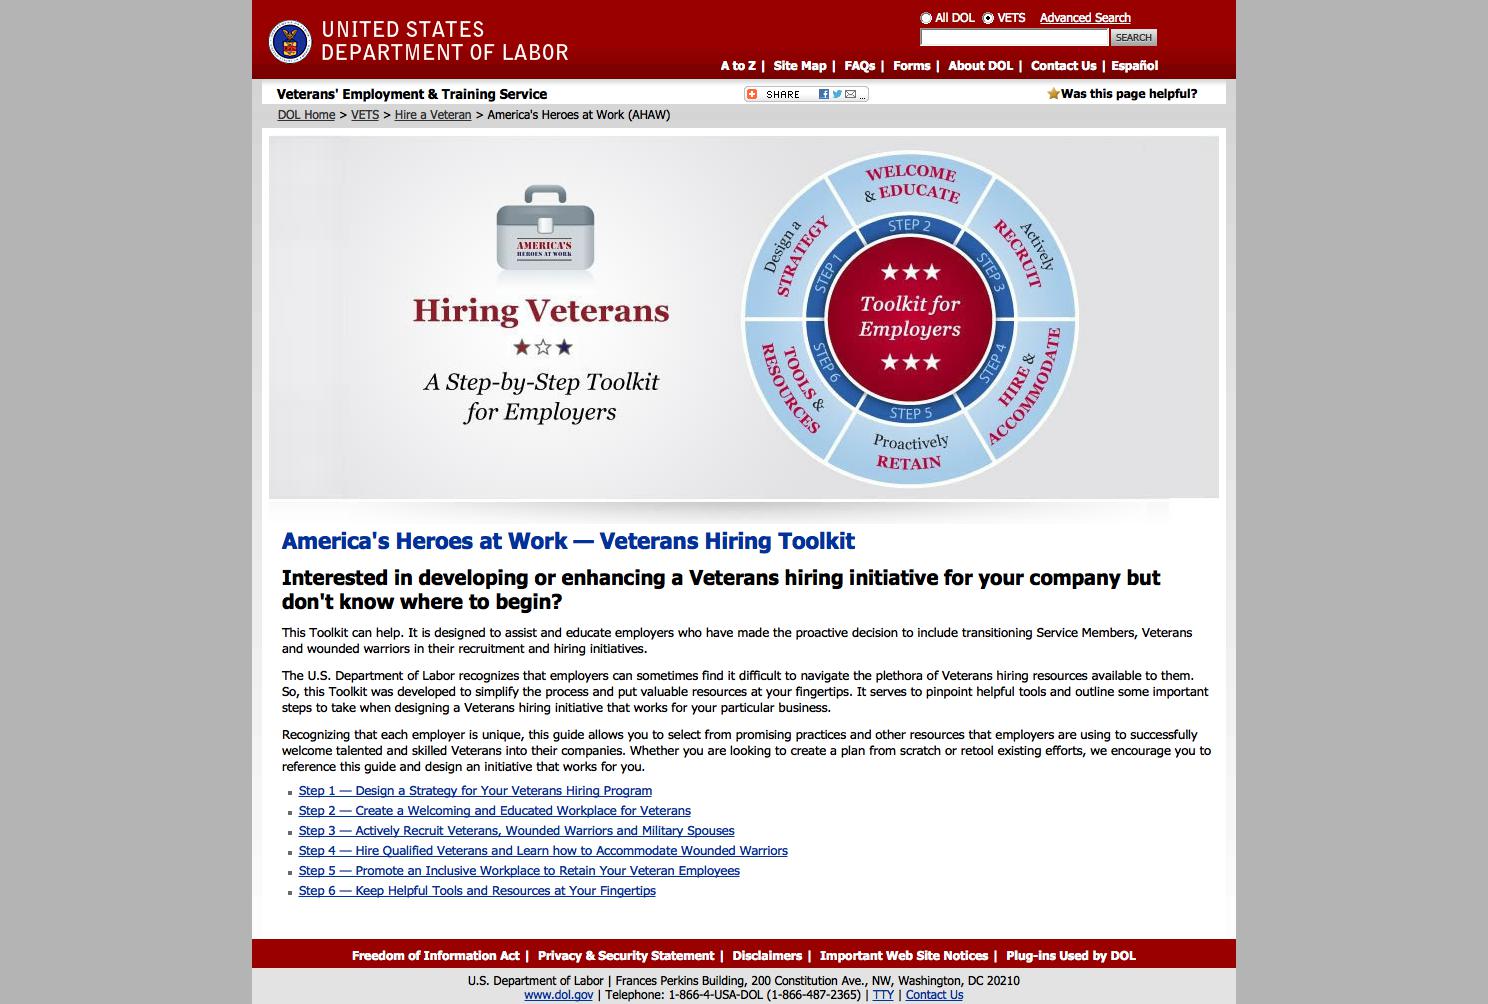 UNITED STATES
DEPARTMENT OF LABOR
All DOL VETS Advanced Search
SEARCH
A to Z | Site Map | FAQs | Forms | About DOL | Contact Us | Español
Veterans' Employment & Training Service
SHARE ...
Was this page helpful?
DOL Home > VETS > Hire a Veteran > America's Heroes at Work (AHAW)
AMERICA'S
HEROES AT WORK
Hiring Veterans
A Step-by-Step Toolkit
for Employers
Design a
STRATEGY
STEP 1
WELCOME
& EDUCATE
STEP 2
Actively
RECRUIT
STEP 3
HIRE &
ACCOMMODATE
STEP 4
Proactively
RETAIN
STEP 5
TOOLS &
RESOURCES
STEP 6
Toolkit for
Employers
America's Heroes at Work — Veterans Hiring Toolkit
Interested in developing or enhancing a Veterans hiring initiative for your company but
don't know where to begin?
This Toolkit can help. It is designed to assist and educate employers who have made the proactive decision to include transitioning Service Members, Veterans
and wounded warriors in their recruitment and hiring initiatives.
The U.S. Department of Labor recognizes that employers can sometimes find it difficult to navigate the plethora of Veterans hiring resources available to them.
So, this Toolkit was developed to simplify the process and put valuable resources at your fingertips. It serves to pinpoint helpful tools and outline some important
steps to take when designing a Veterans hiring initiative that works for your particular business.
Recognizing that each employer is unique, this guide allows you to select from promising practices and other resources that employers are using to successfully
welcome talented and skilled Veterans into their companies. Whether you are looking to create a plan from scratch or retool existing efforts, we encourage you to
reference this guide and design an initiative that works for you.
Step 1 — Design a Strategy for Your Veterans Hiring Program
Step 2 — Create a Welcoming and Educated Workplace for Veterans
Step 3 — Actively Recruit Veterans, Wounded Warriors and Military Spouses
Step 4 — Hire Qualified Veterans and Learn how to Accommodate Wounded Warriors
Step 5 — Promote an Inclusive Workplace to Retain Your Veteran Employees
Step 6 — Keep Helpful Tools and Resources at Your Fingertips
Freedom of Information Act | Privacy & Security Statement | Disclaimers | Important Web Site Notices | Plug-ins Used by DOL
U.S. Department of Labor | Frances Perkins Building, 200 Constitution Ave., NW, Washington, DC 20210
www.dol.gov | Telephone: 1-866-4-USA-DOL (1-866-487-2365) | TTY | Contact Us